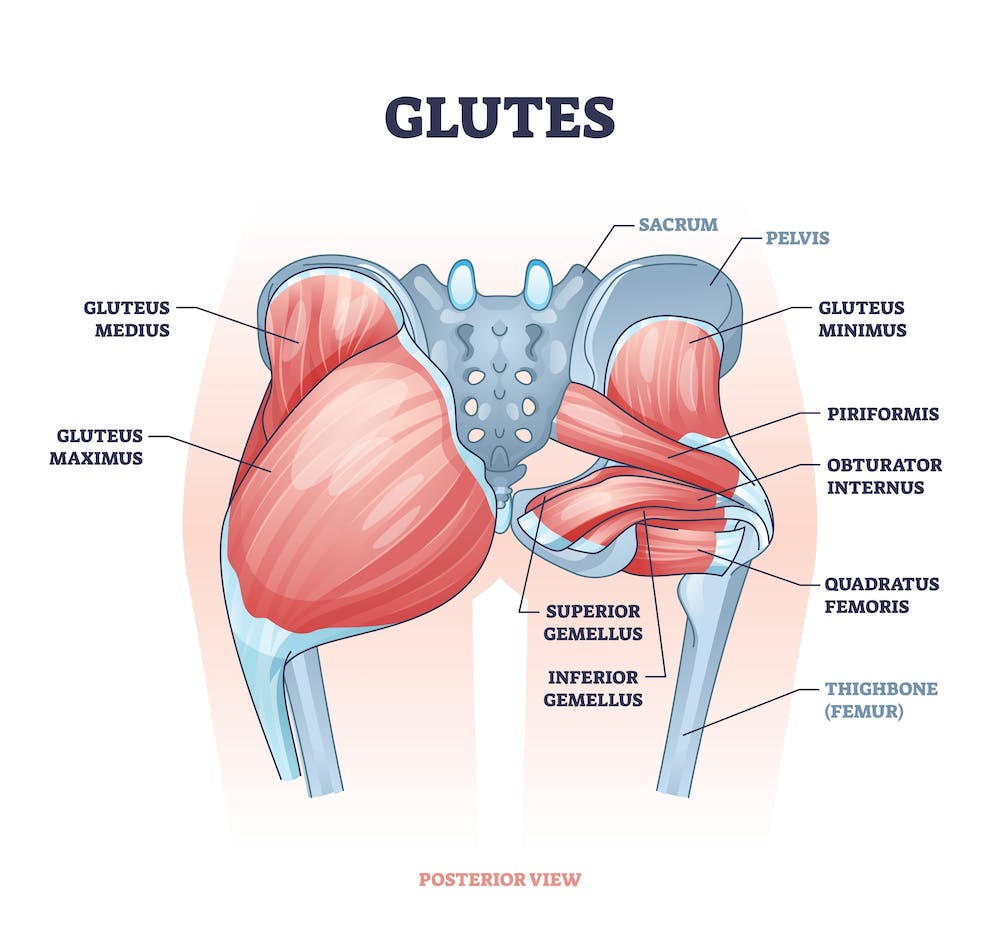 GLUTES
SACRUM
PELVIS
GLUTEUS
MEDIUS
GLUTEUS
MINIMUS
GLUTEUS
MAXIMUS
PIRIFORMIS
OBTURATOR
INTERNUS
QUADRATUS
FEMORIS
SUPERIOR
GEMELLUS
INFERIOR
GEMELLUS
THIGHBONE
(FEMUR)
POSTERIOR VIEW